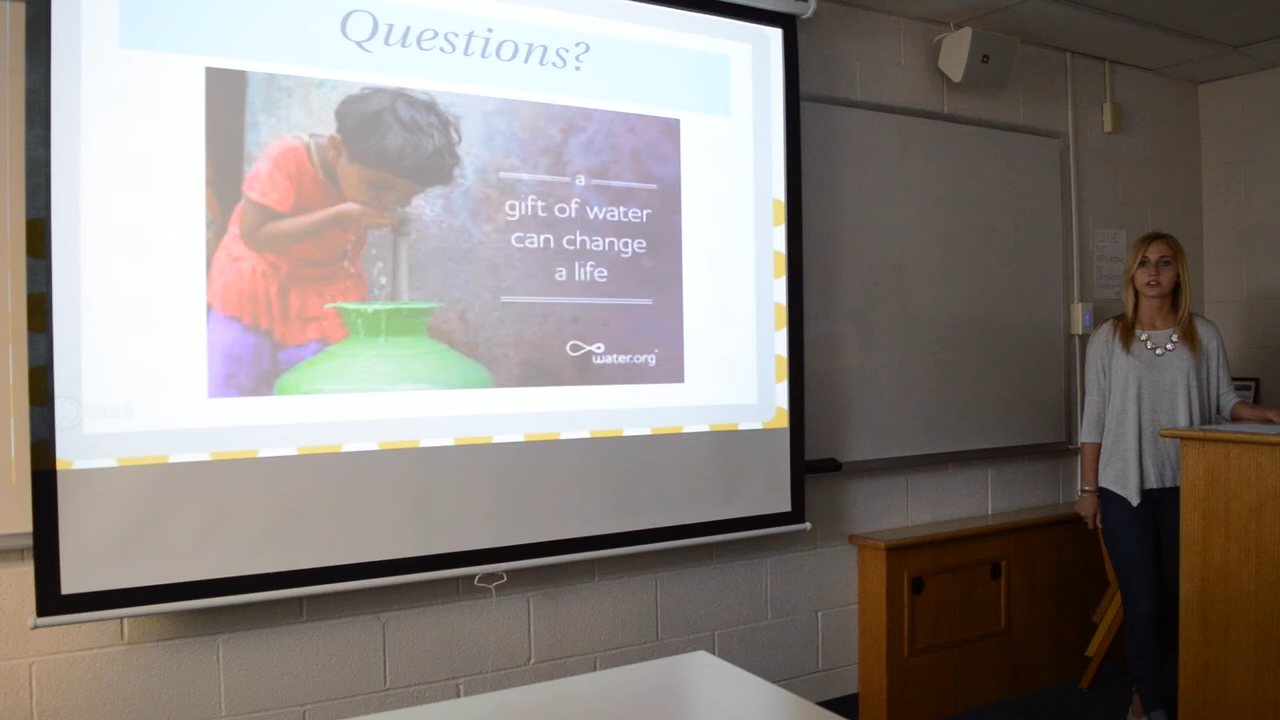 Questions?
a
gift of water
can change
a life
water.org